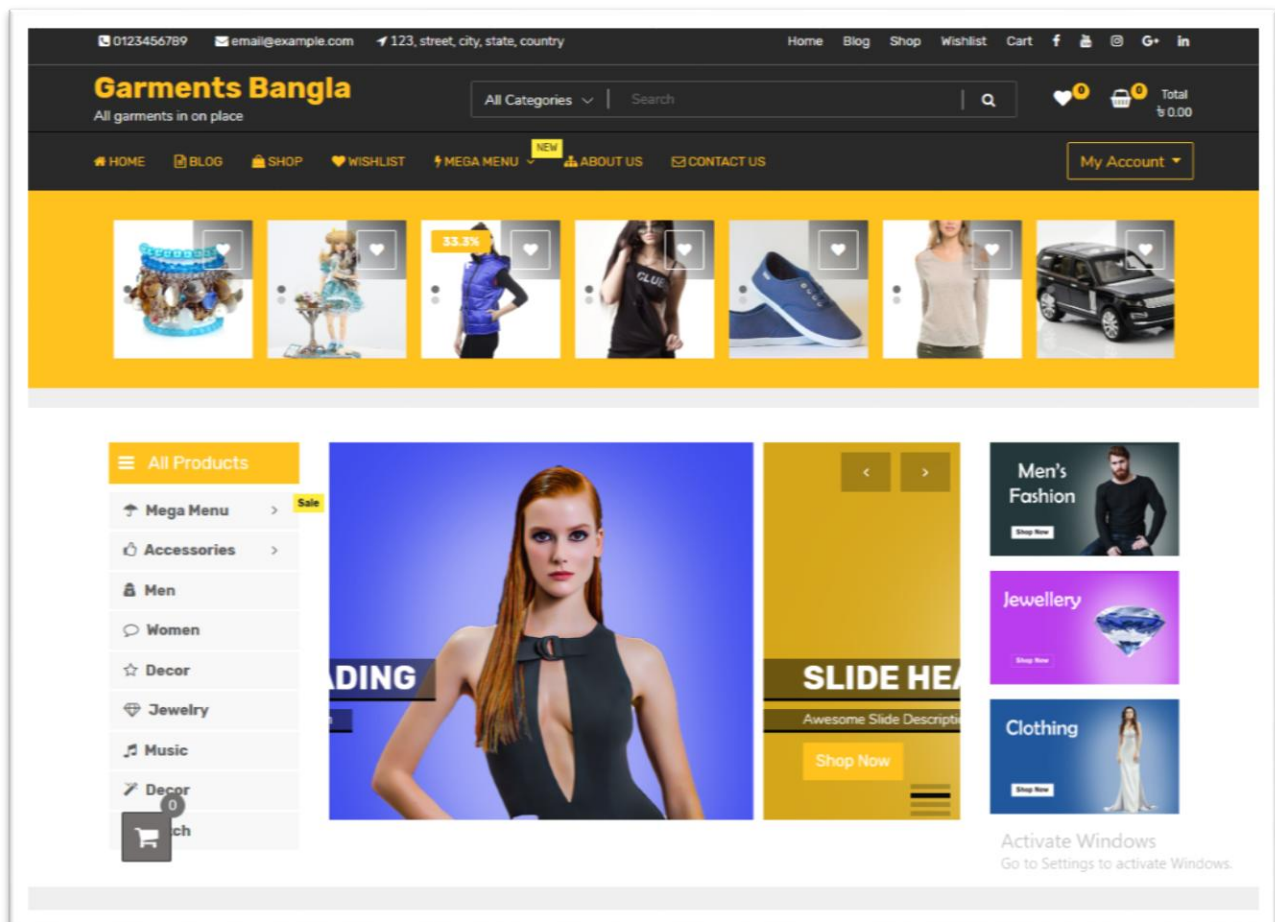 0123456789 email@example.com 123, street, city, state, country Home Blog Shop Wishlist Cart f G+ in
Garments Bangla
All garments in on place
All Categories Search 0 0 Total
৳ 0.00
NEW
HOME BLOG SHOP WISHLIST MEGA MENU ABOUT US CONTACT US My Account
33.3%
CLUE
All Products
Sale
Mega Menu
Accessories
Men
Women
Decor
Jewelry
Music
Decor
0
ch
ADING
SLIDE HEA
Awesome Slide Descripti
Shop Now
Men's
Fashion
Shop Now
Jewellery
Shop Now
Clothing
Shop Now
Activate Windows
Go to Settings to activate Windows.